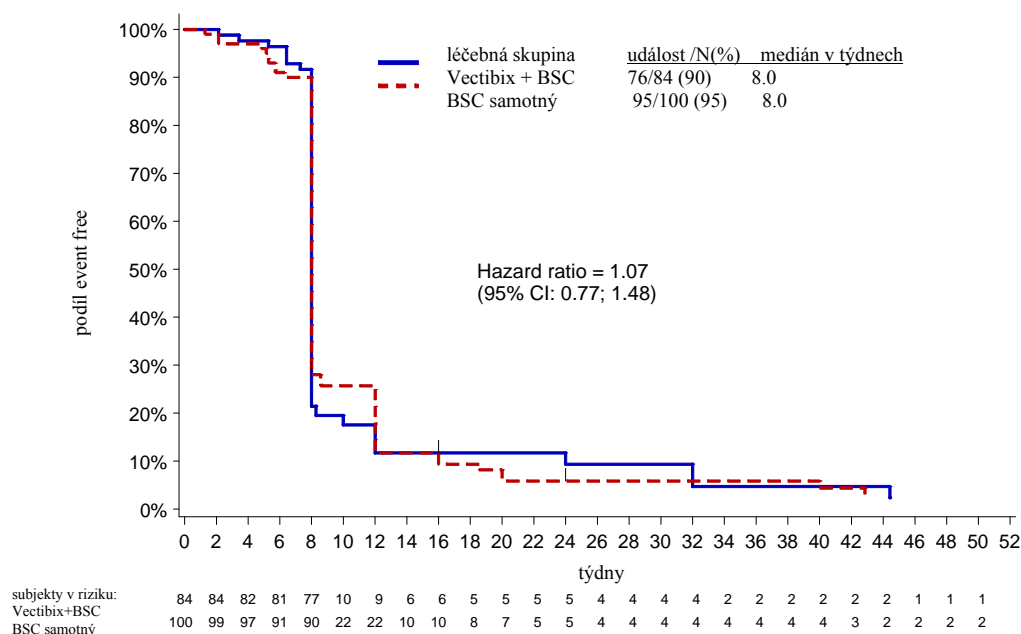 100%
90%
80%
70%
60%
50%
40%
30%
20%
10%
0%
podíl event free
léčebná skupina událost /N(%) medián v týdnech
Vectibix + BSC 76/84 (90) 8.0
BSC samotný 95/100 (95) 8.0
Hazard ratio = 1.07
(95% CI: 0.77; 1.48)
0 2 4 6 8 10 12 14 16 18 20 22 24 26 28 30 32 34 36 38 40 42 44 46 48 50 52
týdny
subjekty v riziku:
Vectibix+BSC 84 84 82 81 77 10 9 6 6 5 5 5 5 4 4 4 4 2 2 2 2 2 2 1 1 1
BSC samotný 100 99 97 91 90 22 22 10 10 8 7 5 5 4 4 4 4 4 4 4 4 3 2 2 2 2